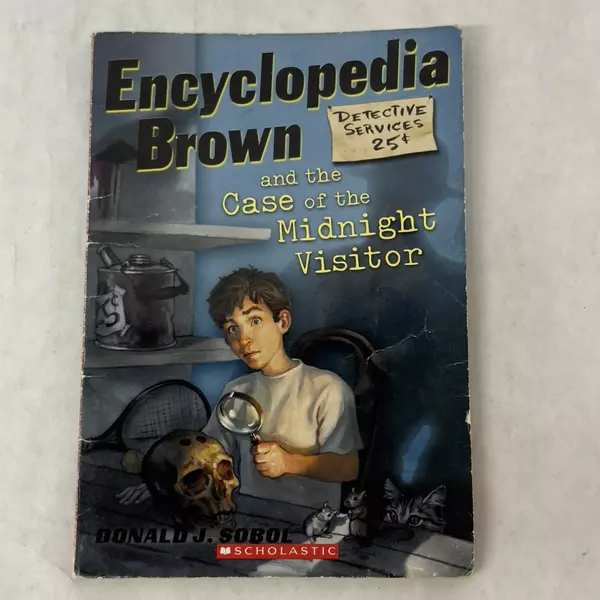 Encyclopedia
Brown
DETECTIVE
SERVICES
25¢
and the
Case of the
Midnight
Visitor
DONALD J. SOBOL
SCHOLASTIC